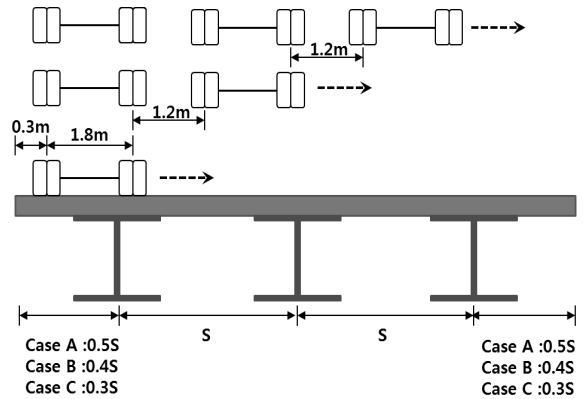 1.2m
1.2m
0.3m
1.8m
S
S
Case A :0.5S
Case B :0.4S
Case C :0.3S
Case A :0.5S
Case B :0.4S
Case C :0.3S